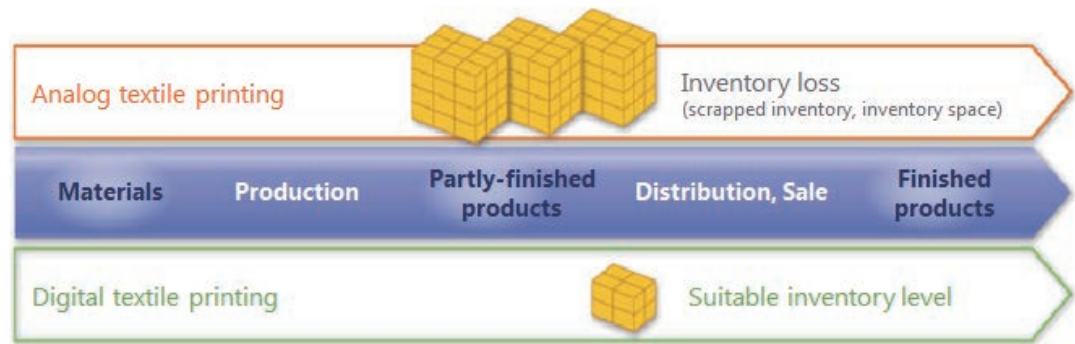 Analog textile printing
Inventory loss
(scrapped inventory, inventory space)
Materials
Production
Partly-finished
products
Distribution, Sale
Finished
products
Digital textile printing
Suitable inventory level